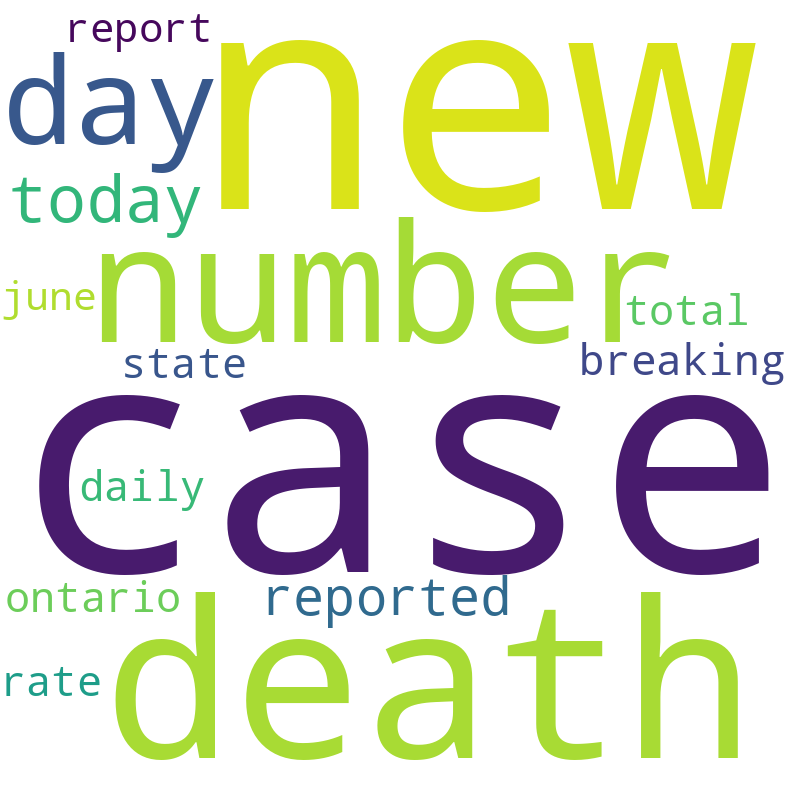 report
new
day
today
number
june
total
state
breaking
case
daily
ontario
reported
death
rate